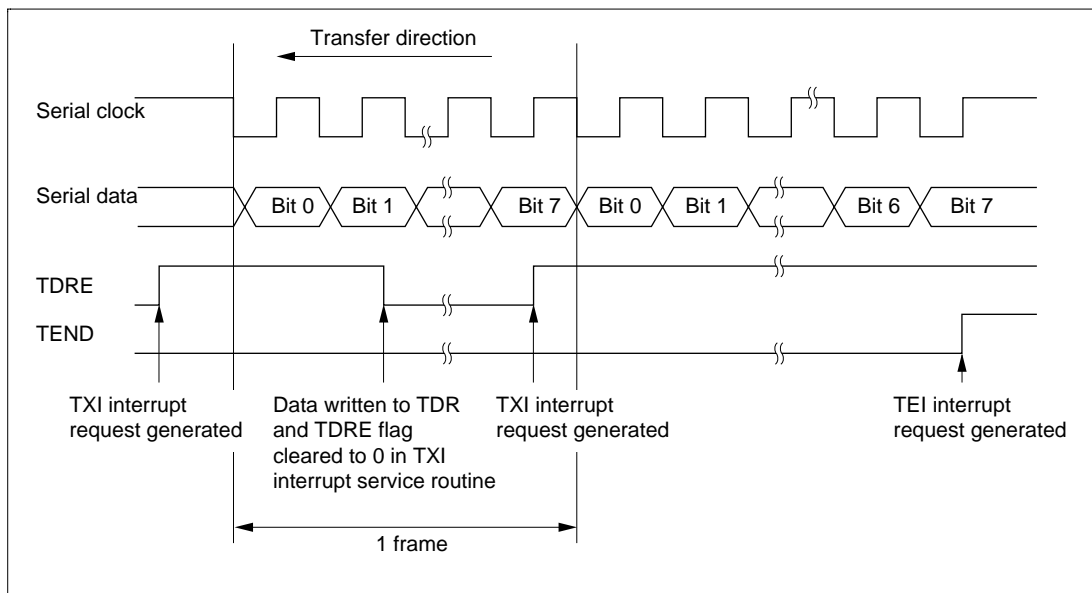 Transfer direction
Serial clock
Serial data
Bit 0
Bit 1
Bit 7
Bit 0
Bit 1
Bit 6
Bit 7
TDRE
TEND
TXI interrupt
request generated
Data written to TDR
and TDRE flag
cleared to 0 in TXI
interrupt service routine
TXI interrupt
request generated
TEI interrupt
request generated
1 frame